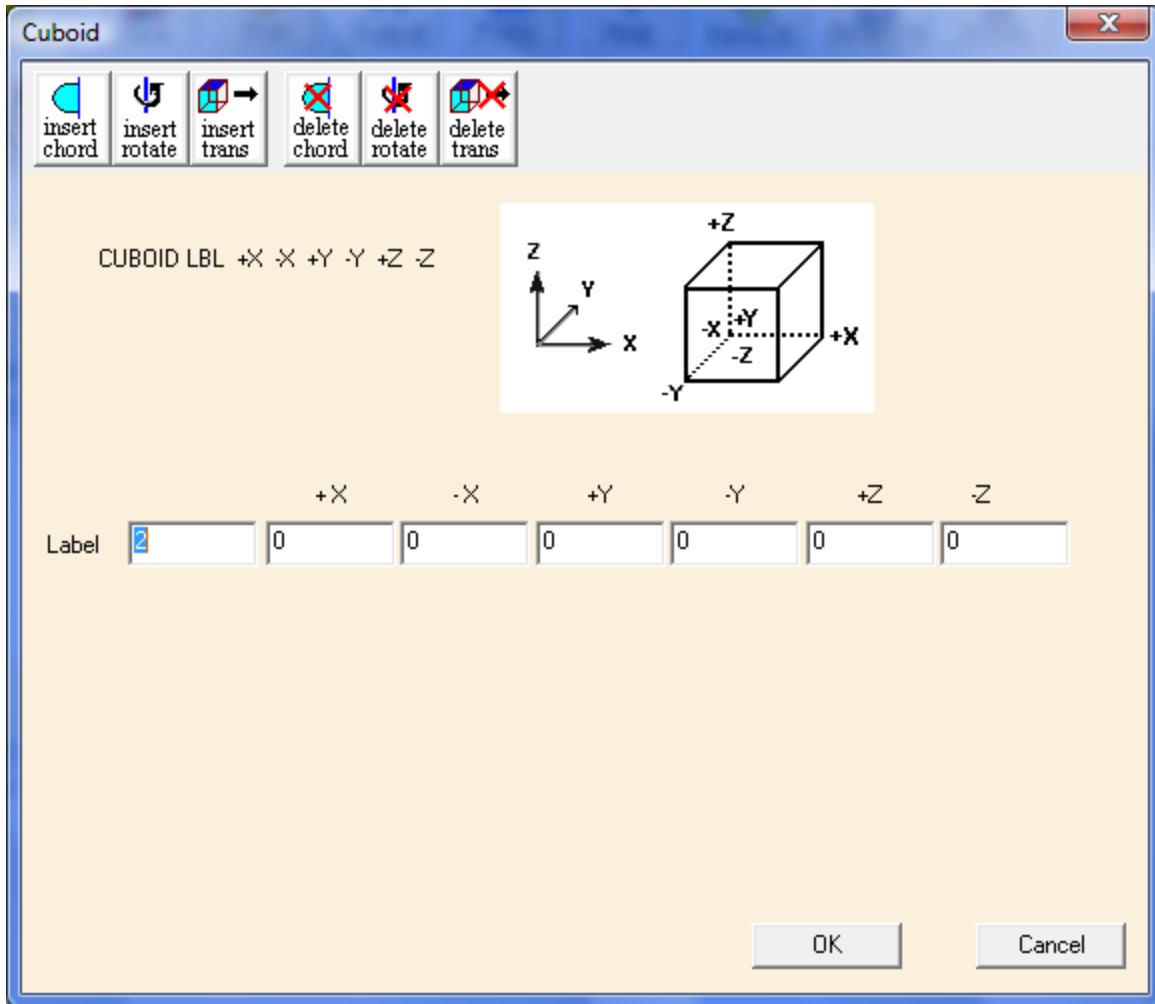 Cuboid
X
insert chord
insert rotate
insert trans
delete chord
delete rotate
delete trans
CUBOID LBL +X -X +Y -Y +Z -Z
Z
Y
X
+Z
-X
+Y
-Z
+X
-Y
+X -X +Y -Y +Z -Z
Label 2 0 0 0 0 0 0
OK Cancel